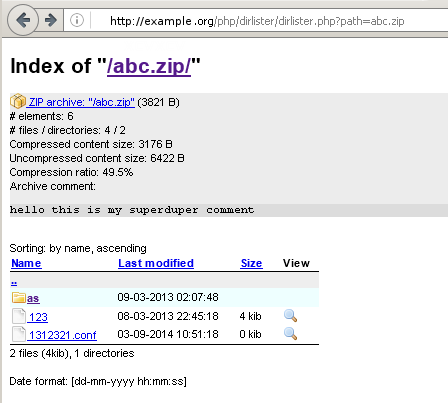 http://example.org/php/dirlister/dirlister.php?path=abc.zip
Index of "/abc.zip/"
ZIP archive: "/abc.zip" (3821 B)
# elements: 6
# files / directories: 4 / 2
Compressed content size: 3176 B
Uncompressed content size: 6422 B
Compression ratio: 49.5%
Archive comment:
hello this is my superduper comment
Sorting: by name, ascending
Name Last modified Size View
..
as 09-03-2013 02:07:48
123 08-03-2013 22:45:18 4 kib
1312321.conf 03-09-2014 10:51:18 0 kib
2 files (4kib), 1 directories
Date format: [dd-mm-yyyy hh:mm:ss]